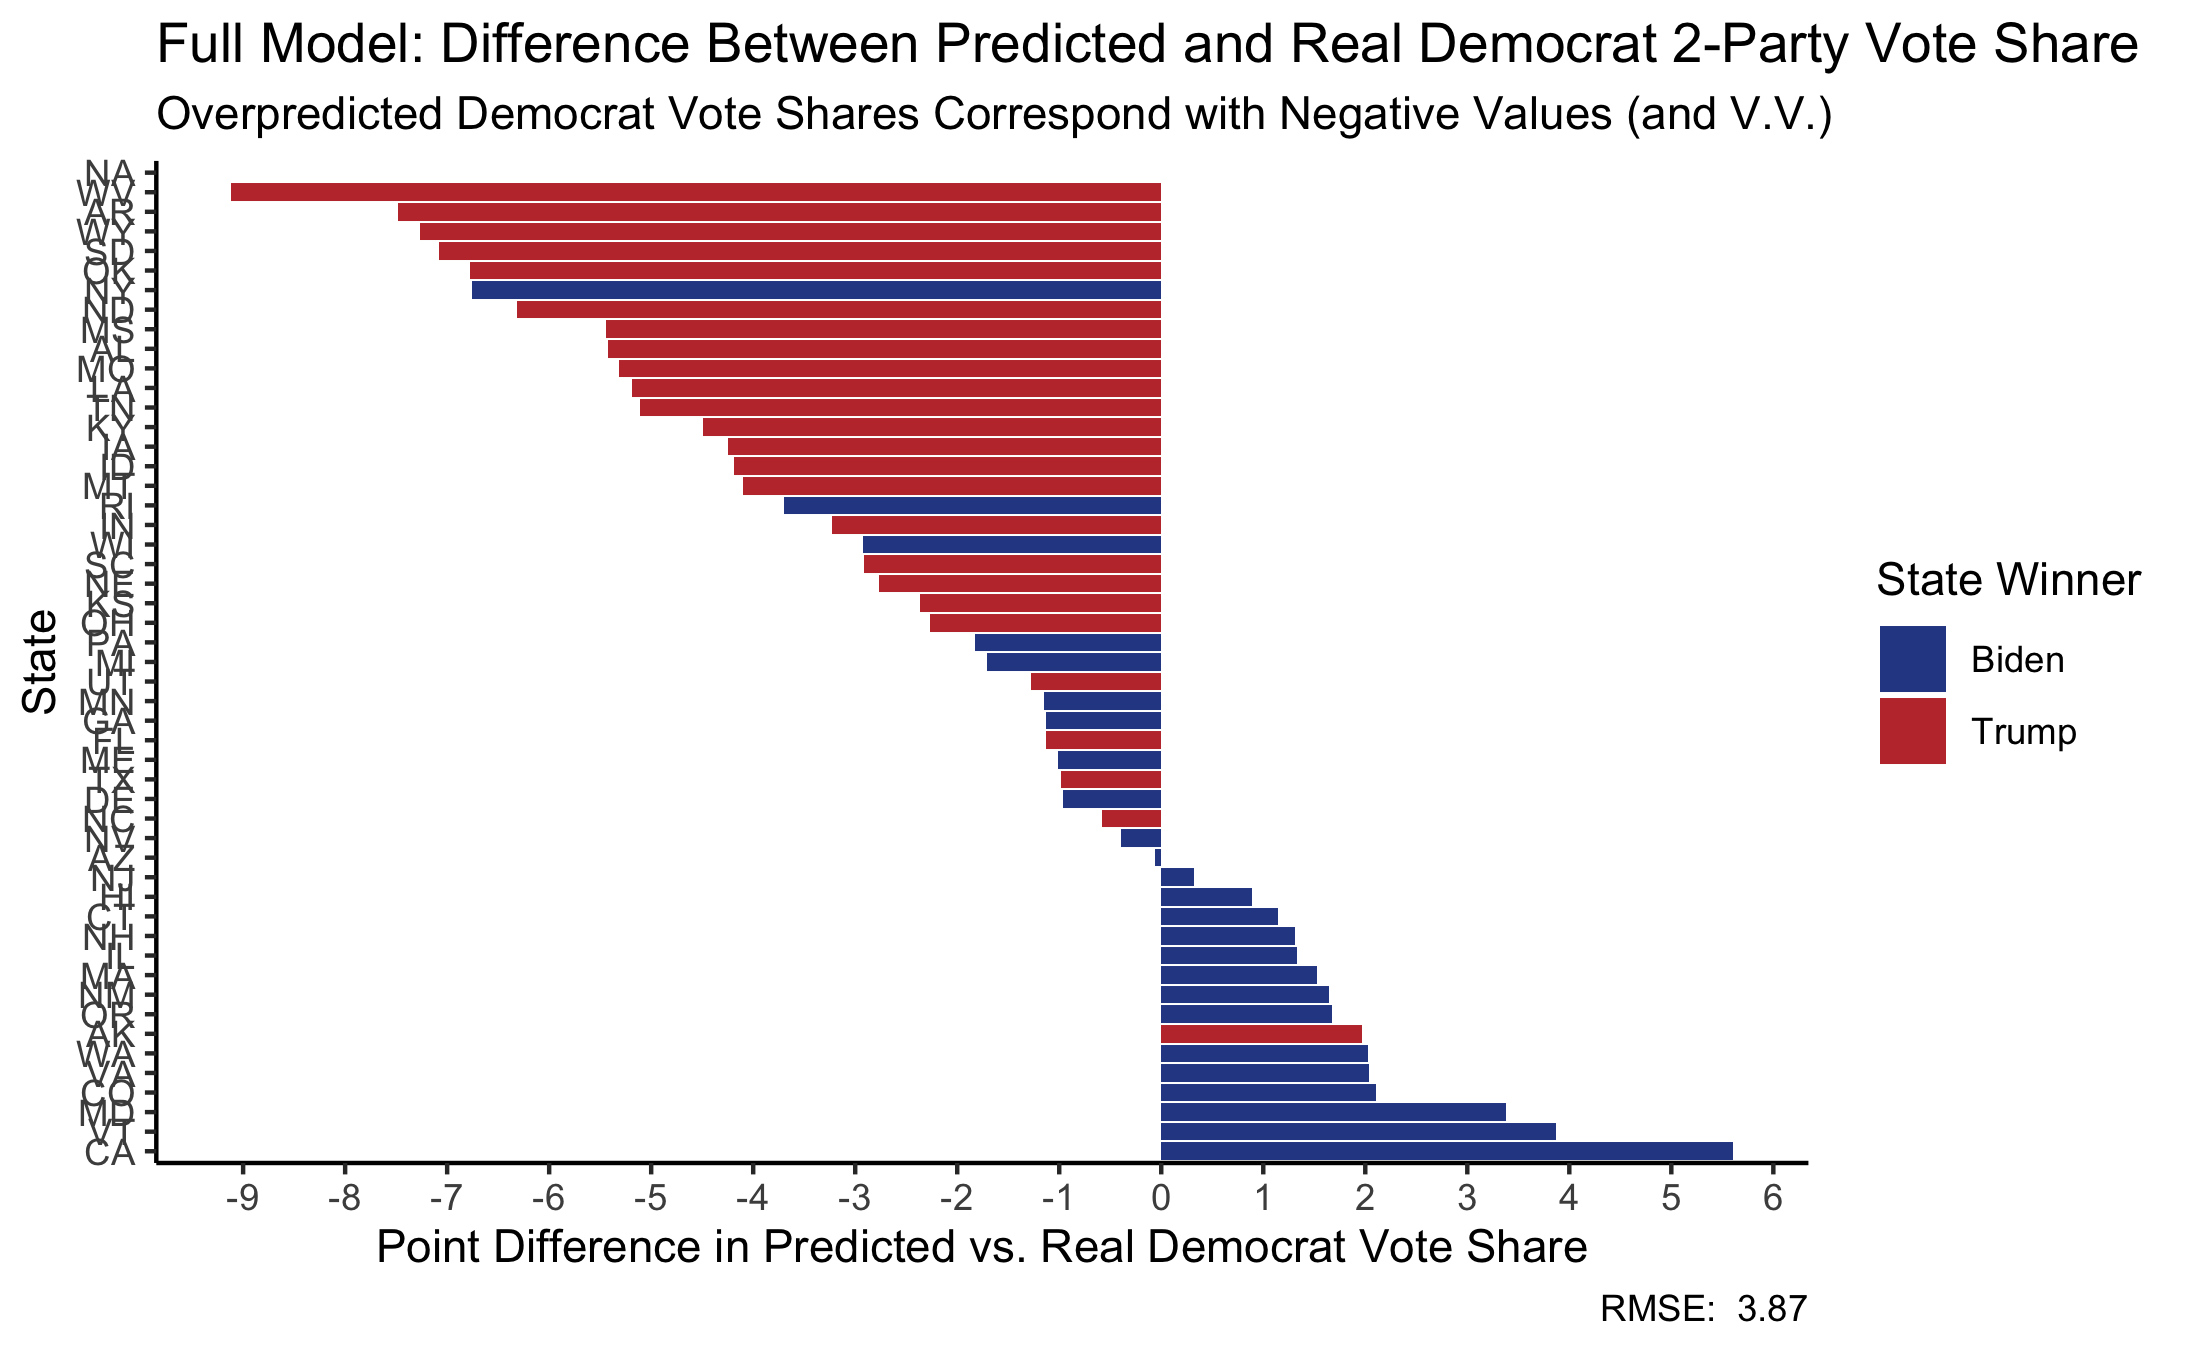 Full Model: Difference Between Predicted and Real Democrat 2-Party Vote Share
Overpredicted Democrat Vote Shares Correspond with Negative Values (and V.V.)
State
NA
WV
AR
WY
SD
OK
NY
ND
MS
AL
MO
LA
TN
KY
IA
ID
MT
RI
IN
WI
SC
NE
KS
OH
PA
MI
UT
MN
GA
FL
ME
TX
DE
NC
NV
AZ
NJ
HI
CT
NH
IL
MA
NM
OR
AK
WA
VA
CO
MD
VT
CA
-9 -8 -7 -6 -5 -4 -3 -2 -1 0 1 2 3 4 5 6
Point Difference in Predicted vs. Real Democrat Vote Share
State Winner
Biden
Trump
RMSE: 3.87